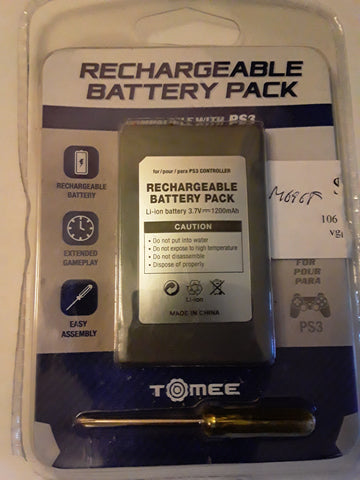 RECHARGEABLE
BATTERY PACK
COMPATIBLE WITH PS3
for / pour / para PS3 CONTROLLER
RECHARGEABLE
BATTERY PACK
Li-ion battery 3.7V 1200mAh
CAUTION
• Do not put into water
• Do not expose to high temperature
• Do not disassemble
• Dispose of properly
Li-ion
MADE IN CHINA
RECHARGEABLE
BATTERY
EXTENDED
GAMEPLAY
EASY
ASSEMBLY
106
FOR
POUR
PARA
PS3
TOMEE